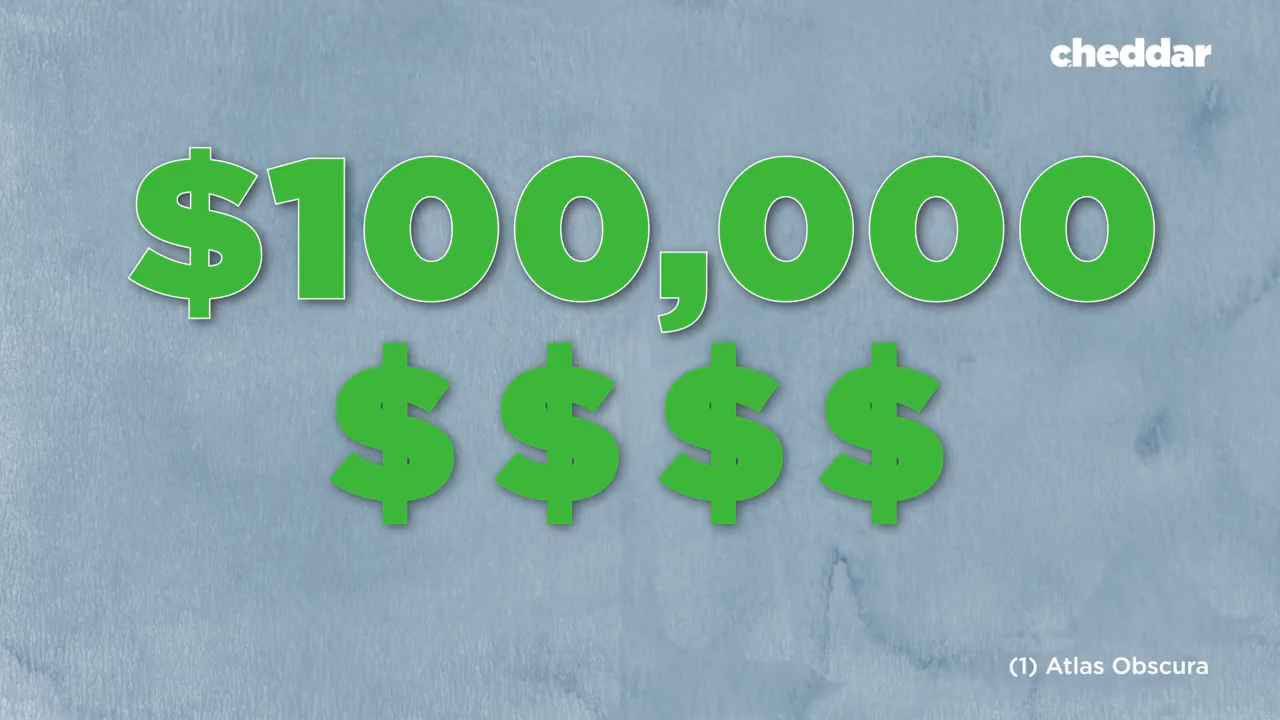 cheddar
$100,000
$ $ $ $
(1) Atlas Obscura